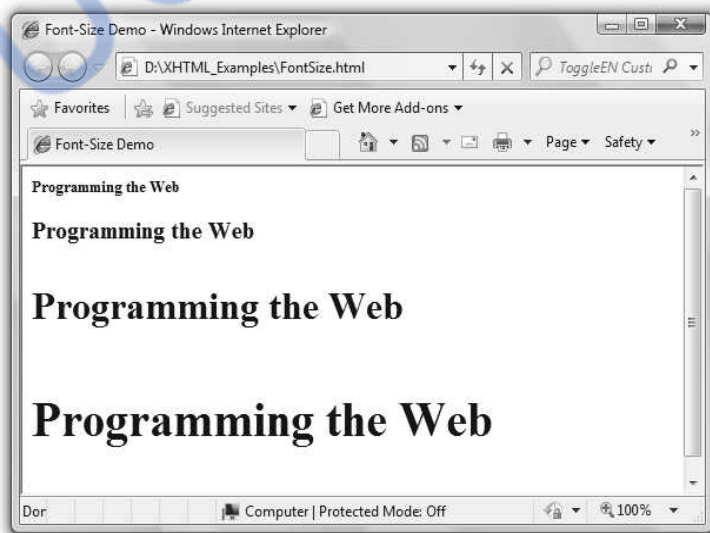 Font-Size Demo - Windows Internet Explorer
D:\XHTML_Examples\FontSize.html
ToggleEN Custı
Favorites Suggested Sites Get More Add-ons
Font-Size Demo Page Safety »
Programming the Web
Programming the Web
Programming the Web
Programming the Web
Dor Computer | Protected Mode: Off 100%